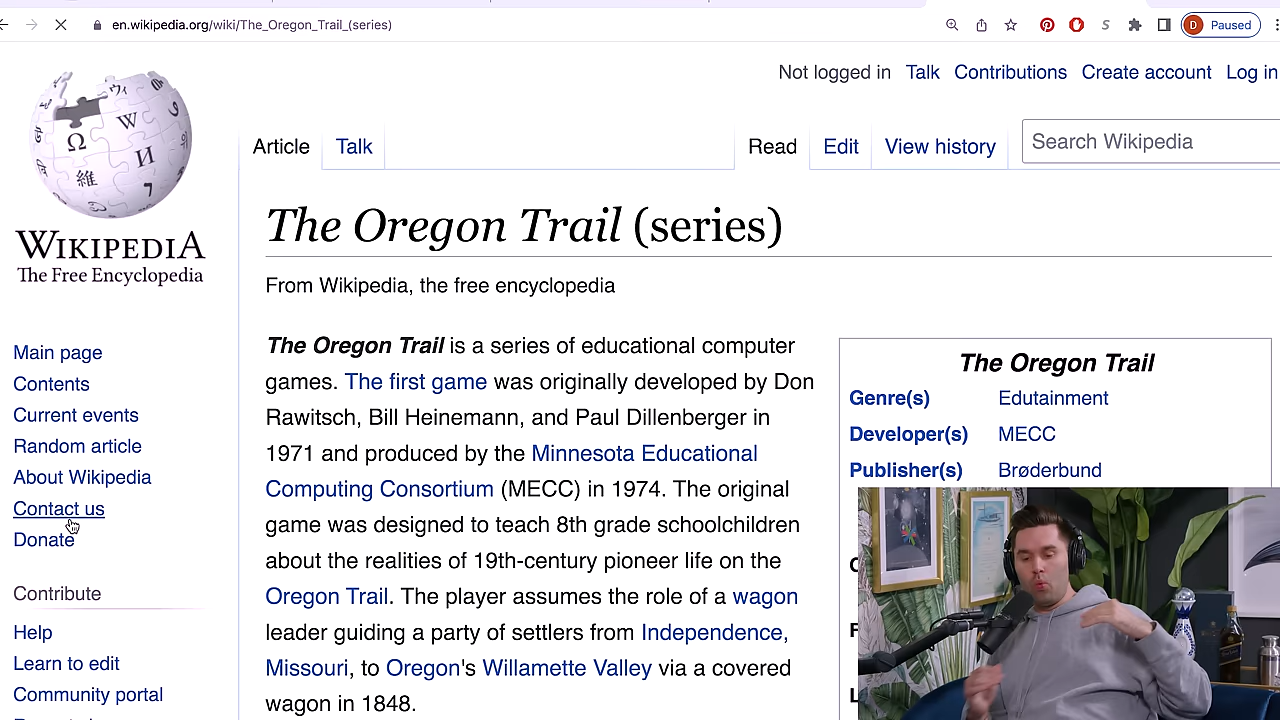 en.wikipedia.org/wiki/The_Oregon_Trail_(series)
S
D Paused
Not logged in Talk Contributions Create account Log in
Article Talk
Read Edit View history
Search Wikipedia
WIKIPEDIA
The Free Encyclopedia
Main page
Contents
Current events
Random article
About Wikipedia
Contact us
Donate
Contribute
Help
Learn to edit
Community portal
The Oregon Trail (series)
From Wikipedia, the free encyclopedia
The Oregon Trail is a series of educational computer
games. The first game was originally developed by Don
Rawitsch, Bill Heinemann, and Paul Dillenberger in
1971 and produced by the Minnesota Educational
Computing Consortium (MECC) in 1974. The original
game was designed to teach 8th grade schoolchildren
about the realities of 19th-century pioneer life on the
Oregon Trail. The player assumes the role of a wagon
leader guiding a party of settlers from Independence,
Missouri, to Oregon's Willamette Valley via a covered
wagon in 1848.
The Oregon Trail
Genre(s) Edutainment
Developer(s) MECC
Publisher(s) Brøderbund